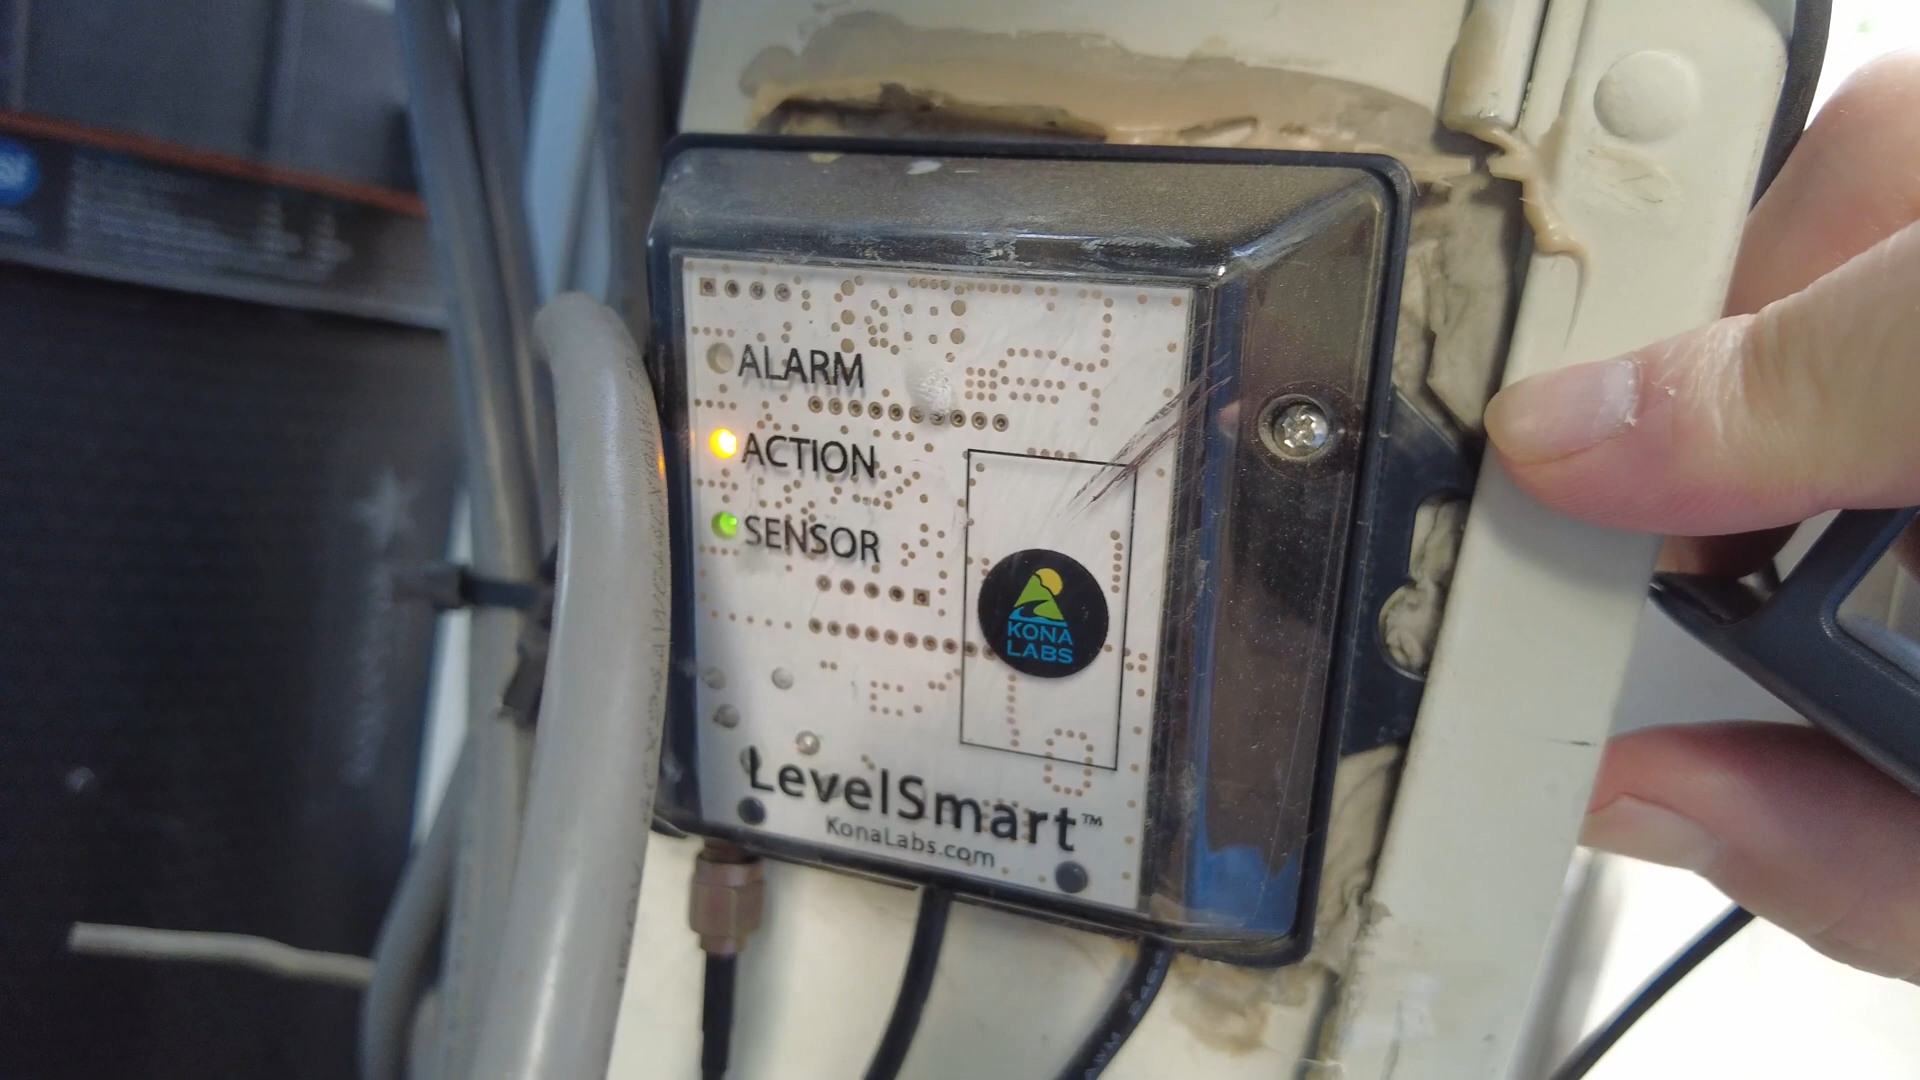 ALARM
ACTION
SENSOR
KONA
LABS
LevelSmart™
KonaLabs.com